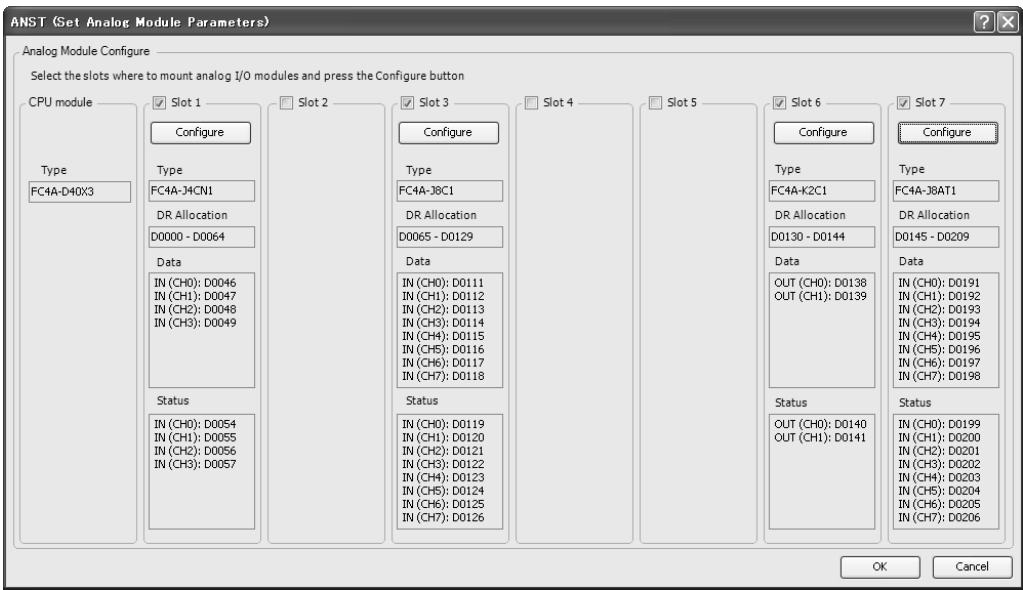 ANST (Set Analog Module Parameters)
Analog Module Configure
Select the slots where to mount analog I/O modules and press the Configure button
CPU module
Type
FC4A-D40X3
Slot 1
Configure
Type
FC4A-J4CN1
DR Allocation
D0000 - D0064
Data
IN (CH0): D0046
IN (CH1): D0047
IN (CH2): D0048
IN (CH3): D0049
Status
IN (CH0): D0054
IN (CH1): D0055
IN (CH2): D0056
IN (CH3): D0057
Slot 2
Slot 3
Configure
Type
FC4A-J8C1
DR Allocation
D0065 - D0129
Data
IN (CH0): D0111
IN (CH1): D0112
IN (CH2): D0113
IN (CH3): D0114
IN (CH4): D0115
IN (CH5): D0116
IN (CH6): D0117
IN (CH7): D0118
Status
IN (CH0): D0119
IN (CH1): D0120
IN (CH2): D0121
IN (CH3): D0122
IN (CH4): D0123
IN (CH5): D0124
IN (CH6): D0125
IN (CH7): D0126
Slot 4
Slot 5
Slot 6
Configure
Type
FC4A-K2C1
DR Allocation
D0130 - D0144
Data
OUT (CH0): D0138
OUT (CH1): D0139
Status
OUT (CH0): D0140
OUT (CH1): D0141
Slot 7
Configure
Type
FC4A-J8AT1
DR Allocation
D0145 - D0209
Data
IN (CH0): D0191
IN (CH1): D0192
IN (CH2): D0193
IN (CH3): D0194
IN (CH4): D0195
IN (CH5): D0196
IN (CH6): D0197
IN (CH7): D0198
Status
IN (CH0): D0199
IN (CH1): D0200
IN (CH2): D0201
IN (CH3): D0202
IN (CH4): D0203
IN (CH5): D0204
IN (CH6): D0205
IN (CH7): D0206
OK
Cancel